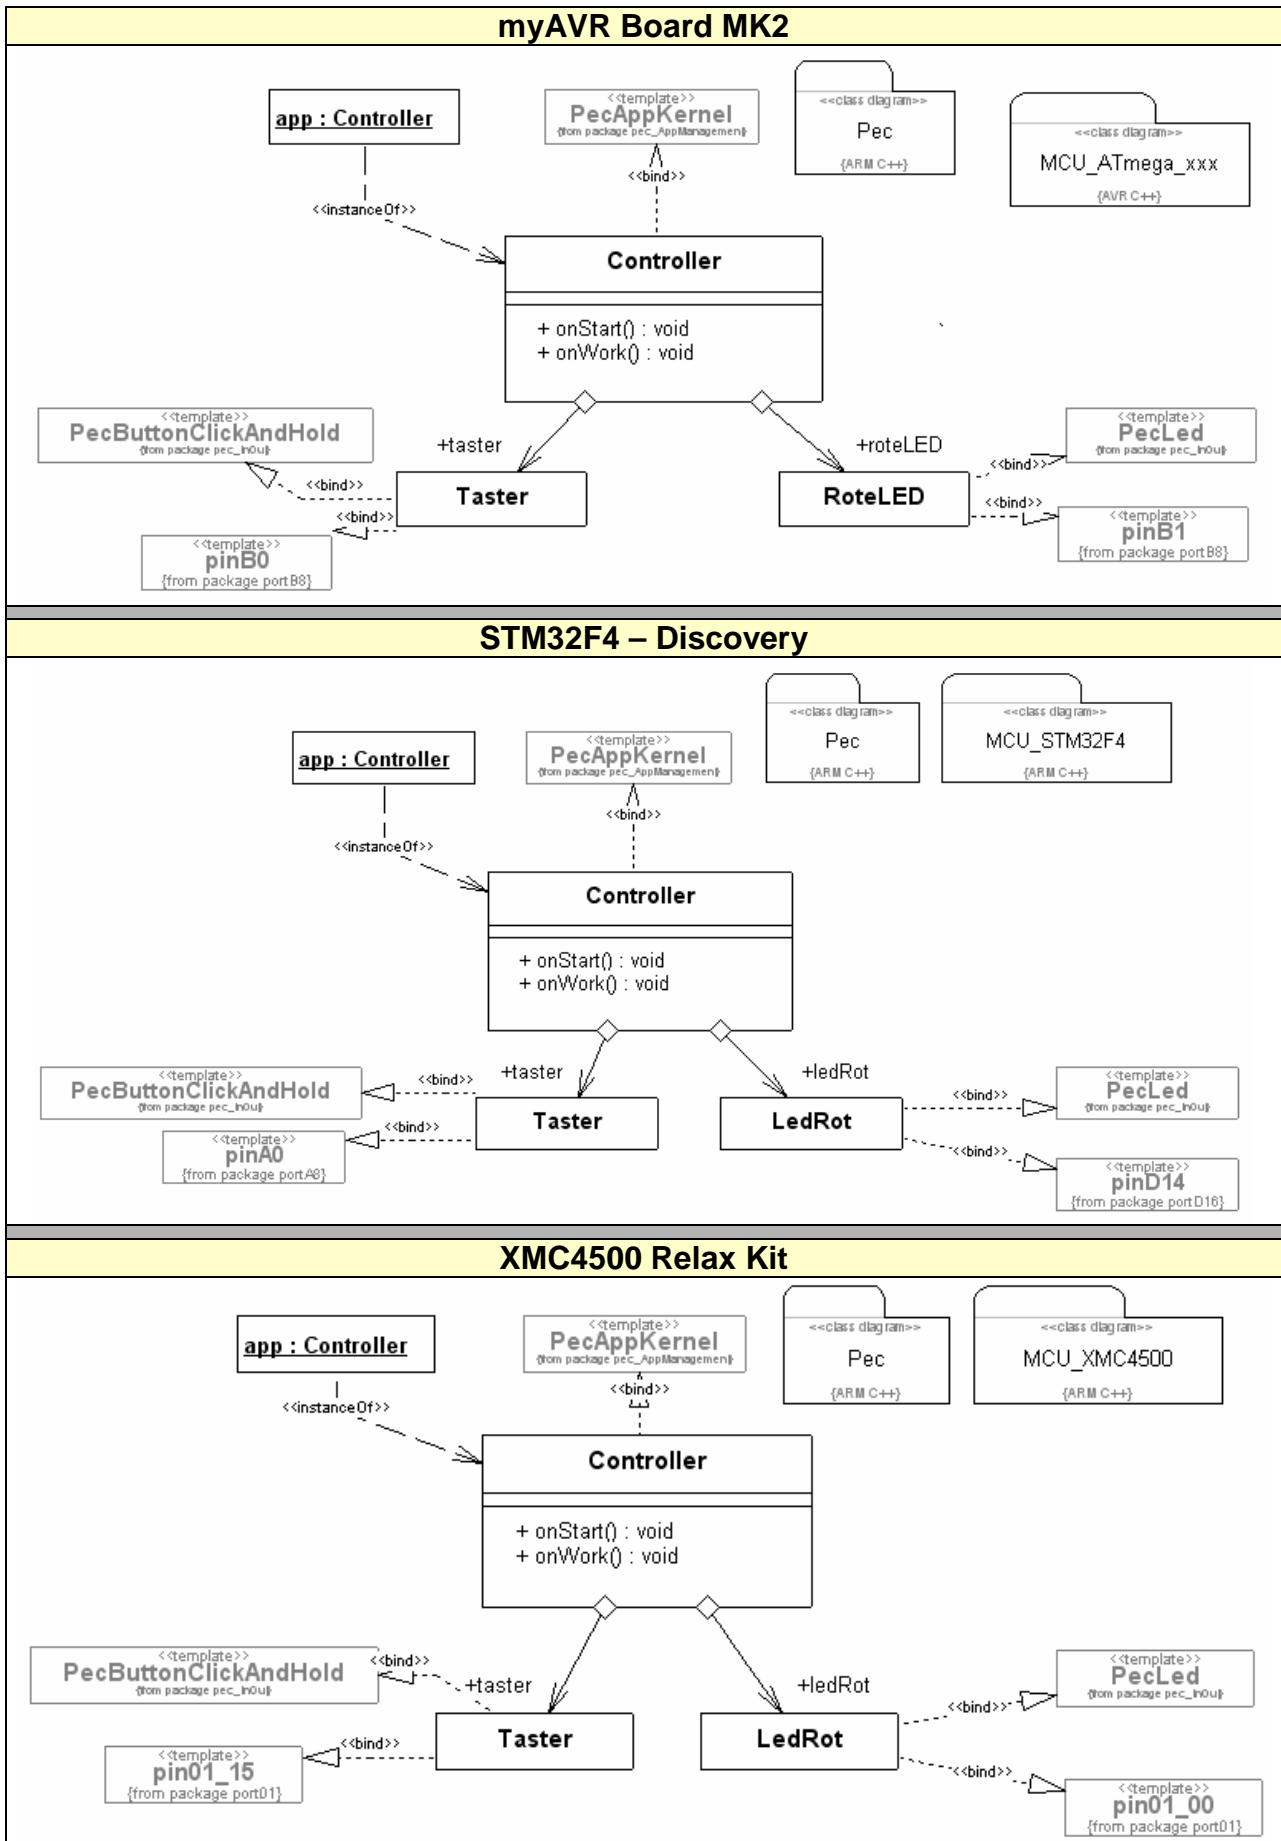 myAVR Board MK2
app : Controller
<<template>>
PecAppKernel
{from package pec_AppManagement}
<<class diagram>>
Pec
{ARM C++}
<<class diagram>>
MCU_ATmega_xxx
{AVR C++}
<<bind>>
<<instanceOf>>
Controller
+ onStart() : void
+ onWork() : void
<<template>>
PecButtonClickAndHold
{from package pec_InOut}
+taster
+roteLED
<<template>>
PecLed
{from package pec_InOut}
<<bind>>
<<bind>>
Taster
RoteLED
<<bind>>
<<bind>>
<<template>>
pinB0
{from package portB8}
<<template>>
pinB1
{from package portB8}
STM32F4 – Discovery
app : Controller
<<template>>
PecAppKernel
{from package pec_AppManagement}
<<class diagram>>
Pec
{ARM C++}
<<class diagram>>
MCU_STM32F4
{ARM C++}
<<bind>>
<<instanceOf>>
Controller
+ onStart() : void
+ onWork() : void
<<template>>
PecButtonClickAndHold
{from package pec_InOut}
<<bind>>
+taster
+ledRot
<<bind>>
<<template>>
PecLed
{from package pec_InOut}
Taster
LedRot
<<bind>>
<<template>>
pinA0
{from package portA8}
<<bind>>
<<template>>
pinD14
{from package portD16}
XMC4500 Relax Kit
app : Controller
<<template>>
PecAppKernel
{from package pec_AppManagement}
<<class diagram>>
Pec
{ARM C++}
<<class diagram>>
MCU_XMC4500
{ARM C++}
<<bind>>
<<instanceOf>>
Controller
+ onStart() : void
+ onWork() : void
<<template>>
PecButtonClickAndHold
{from package pec_InOut}
<<bind>>
+taster
+ledRot
<<template>>
PecLed
{from package pec_InOut}
<<bind>>
Taster
LedRot
<<bind>>
<<template>>
pin01_15
{from package port01}
<<bind>>
<<template>>
pin01_00
{from package port01}